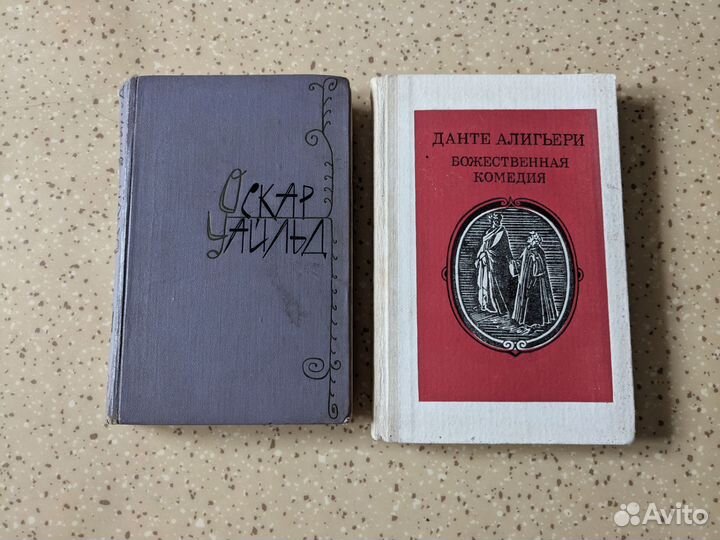 Оскар
Уайльд
ДАНТЕ АЛИГЬЕРИ
БОЖЕСТВЕННАЯ
КОМЕДИЯ
Avito